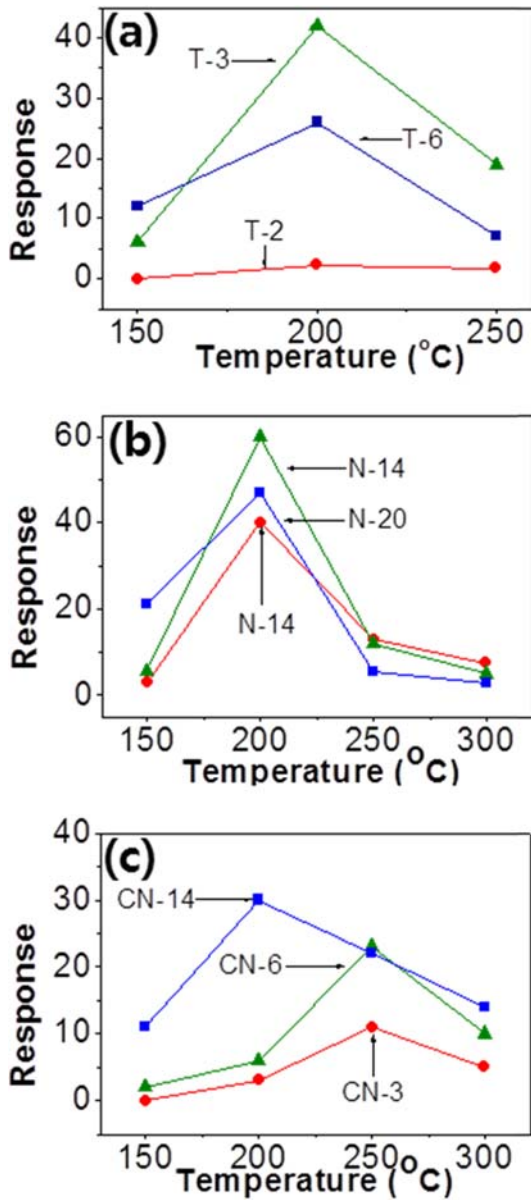 (a)
40
30
20
10
0
Response
T-3
T-6
T-2
150 200 250
Temperature (°C)
(b)
60
40
20
0
Response
N-14
N-20
N-14
150 200 250 300
Temperature (°C)
(c)
40
30
20
10
0
Response
CN-14
CN-6
CN-3
150 200 250 300
Temperature (°C)